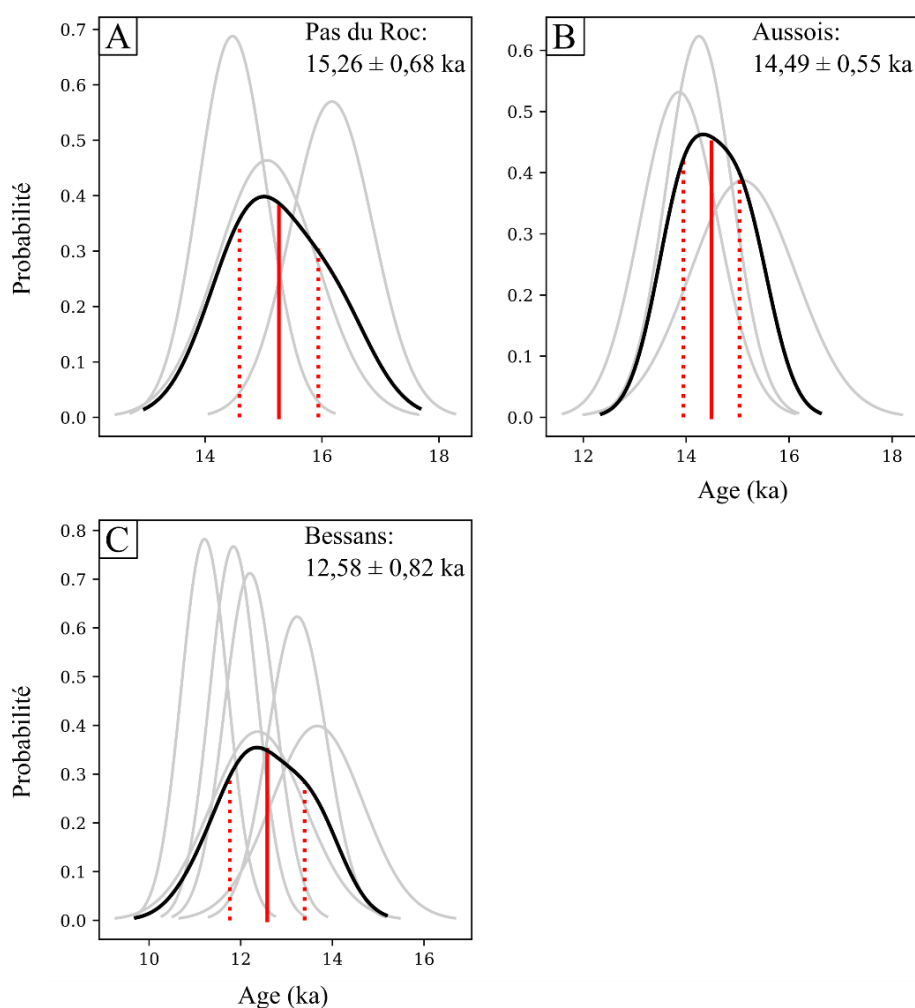 A
Pas du Roc:
15,26 ± 0,68 ka
0.7
0.6
0.5
0.4
0.3
0.2
0.1
0.0
Probabilité
14
16
18
B
Aussois:
14,49 ± 0,55 ka
0.6
0.5
0.4
0.3
0.2
0.1
0.0
12
14
16
18
Age (ka)
C
Bessans:
12,58 ± 0,82 ka
0.8
0.7
0.6
0.5
0.4
0.3
0.2
0.1
0.0
Probabilité
10
12
14
16
Age (ka)